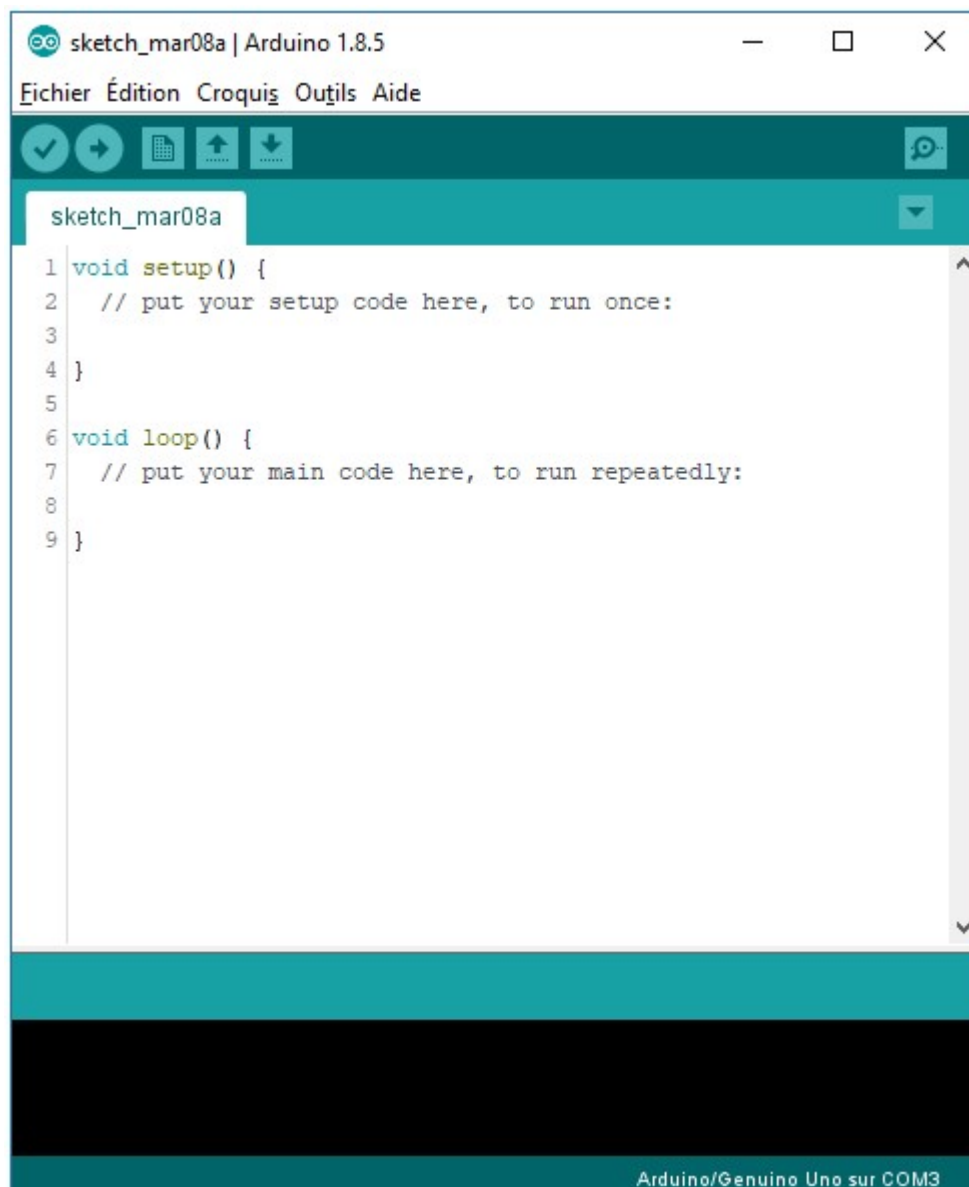 sketch_mar08a | Arduino 1.8.5
Fichier Édition Croquis Outils Aide
sketch_mar08a
1 void setup() {
2   // put your setup code here, to run once:
3
4 }
5
6 void loop() {
7   // put your main code here, to run repeatedly:
8
9 }
Arduino/Genuino Uno sur COM3